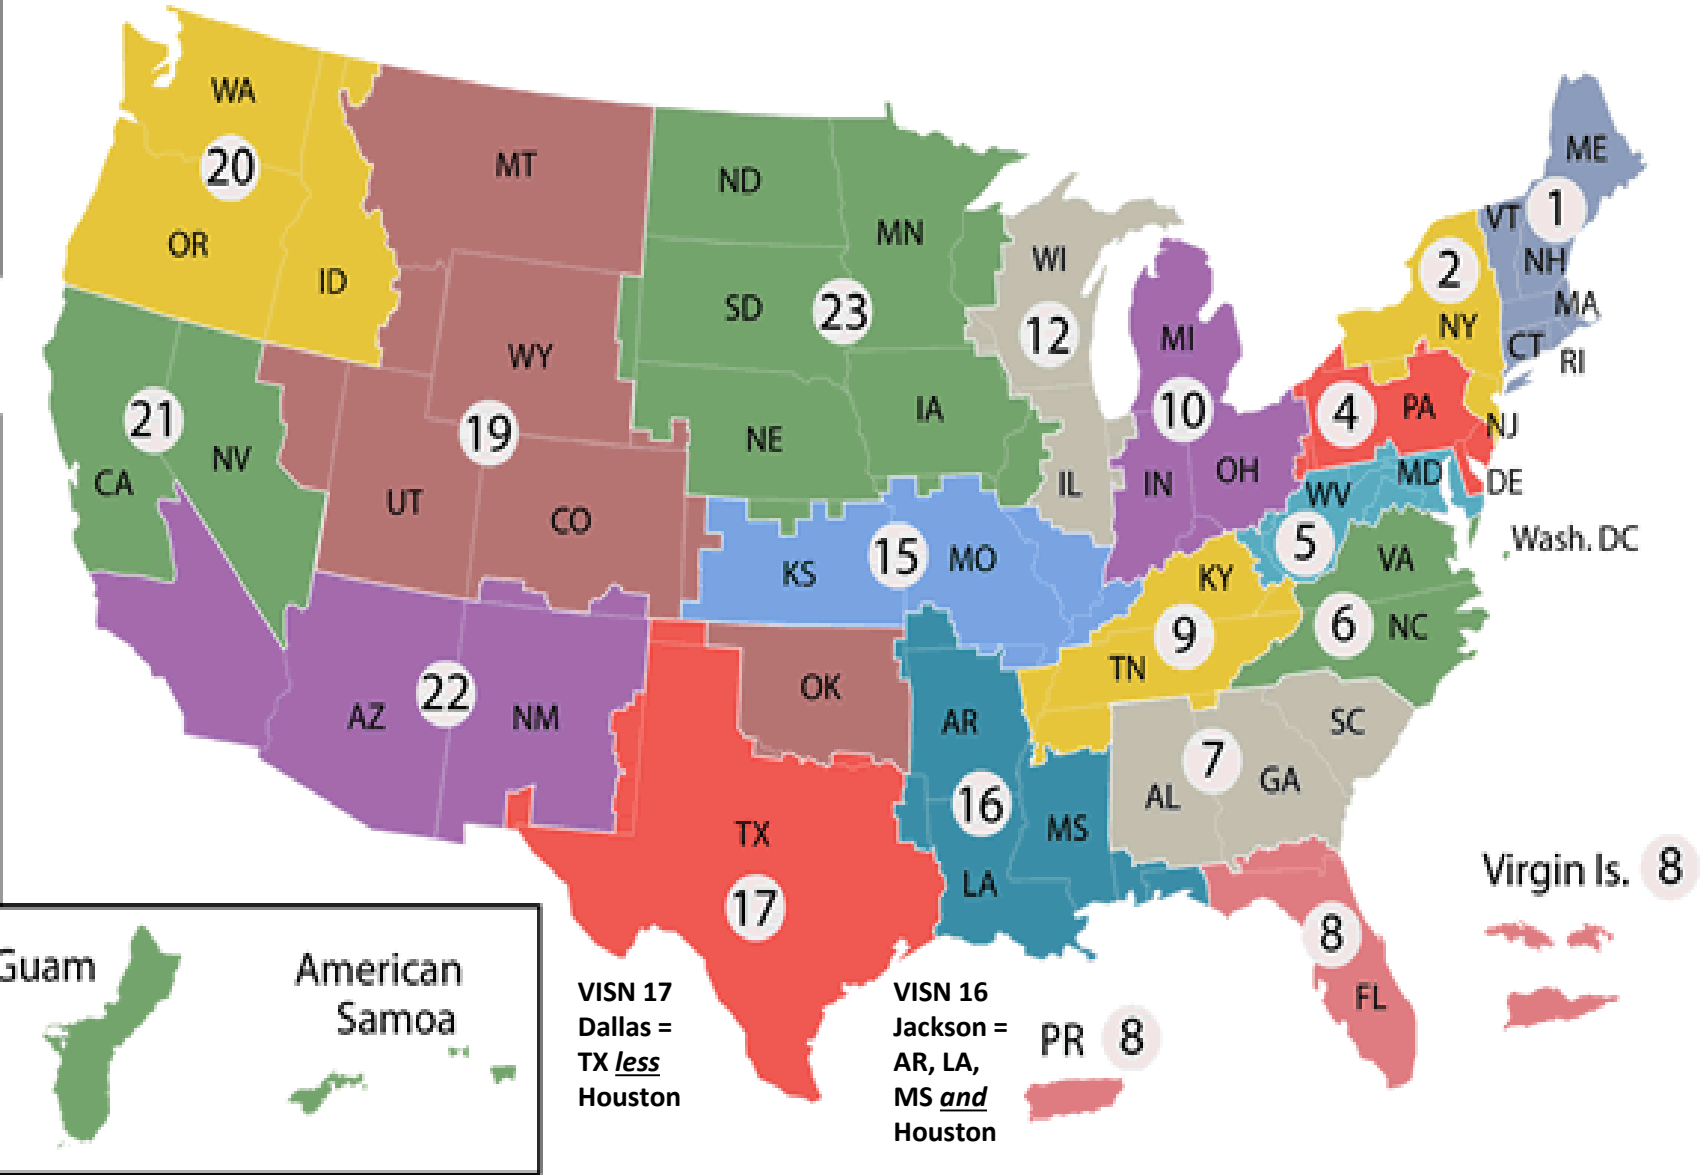 WA
20
OR
ID
MT
ND
MN
SD
23
WY
19
NE
IA
WI
12
MI
10
IL
IN
OH
ME
1
VT
NH
MA
CT
RI
2
NY
4
PA
NJ
DE
MD
WV
5
Wash. DC
VA
6
NC
21
CA
NV
UT
CO
KS
15
MO
KY
9
TN
22
AZ
NM
OK
AR
16
MS
LA
7
AL
GA
SC
TX
17
8
FL
Virgin Is. 8
PR 8
Guam
American
Samoa
VISN 17
Dallas =
TX less
Houston
VISN 16
Jackson =
AR, LA,
MS and
Houston